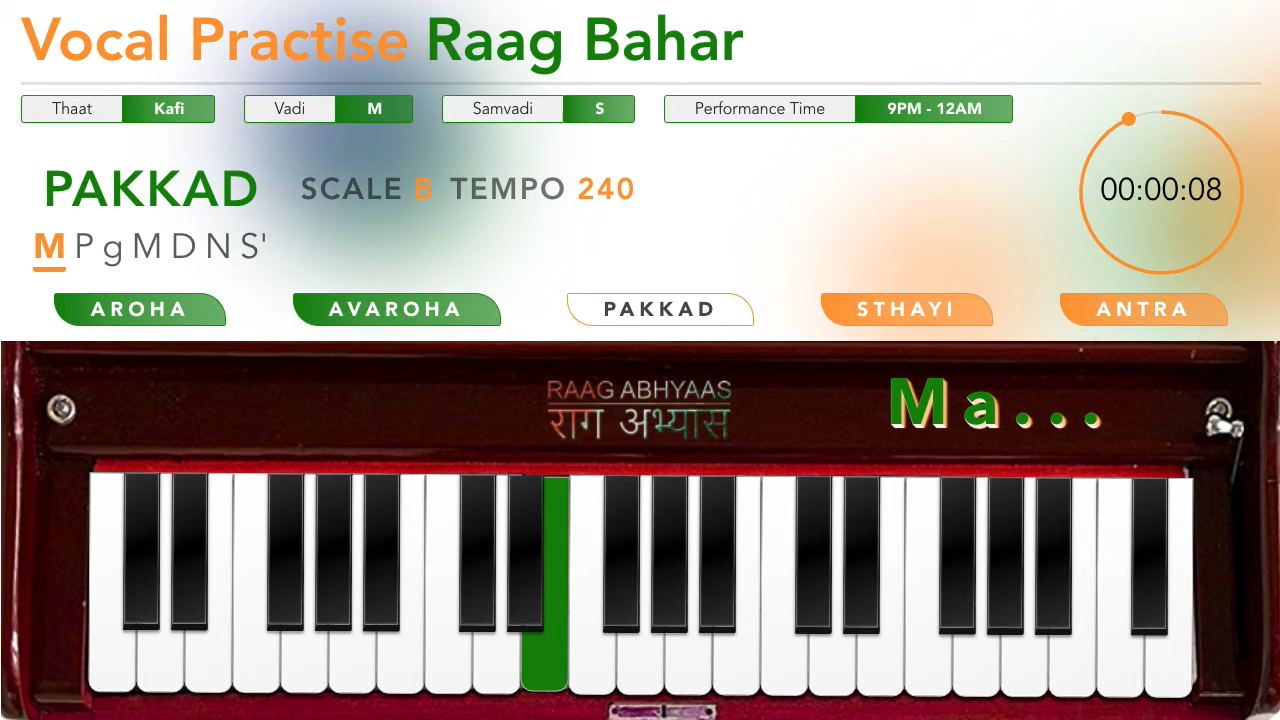 Vocal Practise Raag Bahar
Thaat Kafi Vadi M Samvadi S Performance Time 9PM - 12AM
PAKKAD SCALE B TEMPO 240
00:00:08
M P g M D N S'
AROHA AVAROHA PAKKAD STHAYI ANTRA
RAAG ABHYAAS
राग अभ्यास
Ma...